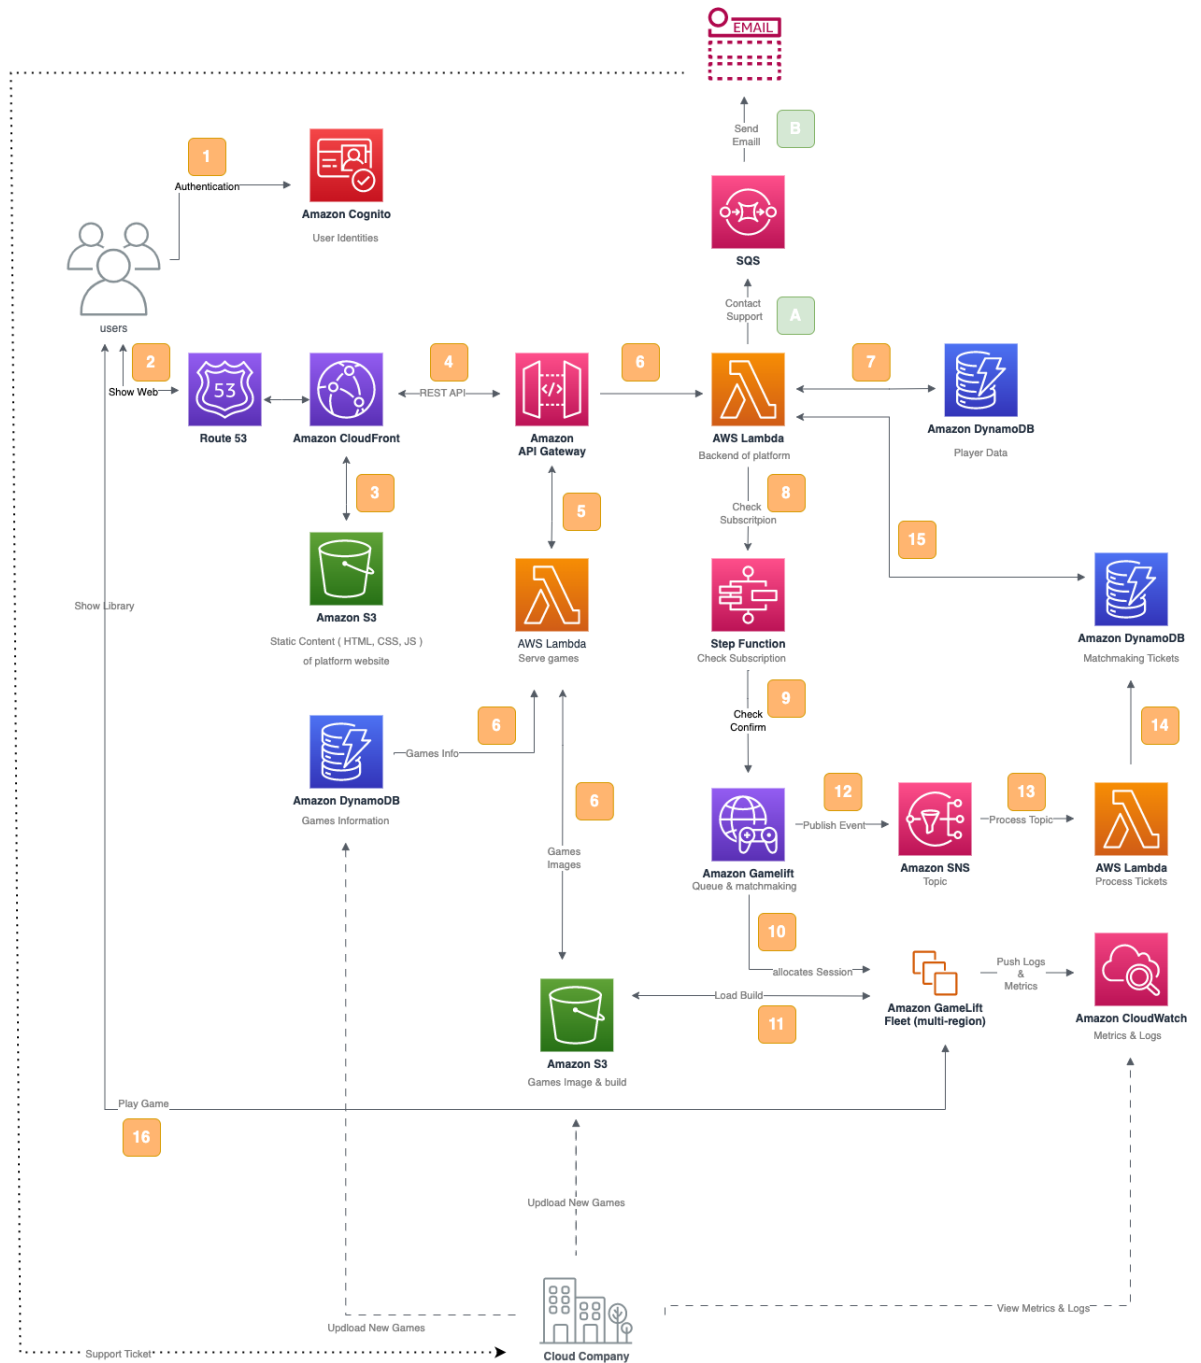 EMAIL
Send
Emaill
B
1
Authentication
Amazon Cognito
User Identities
SQS
Contact
Support
A
users
2
Show Web
53
Route 53
Amazon CloudFront
4
REST API
Amazon
API Gateway
6
AWS Lambda
Backend of platform
7
Amazon DynamoDB
Player Data
3
5
8
Check
Subscritpion
15
Amazon S3
Static Content ( HTML, CSS, JS )
of platform website
AWS Lambda
Serve games
Step Function
Check Subscription
Amazon DynamoDB
Matchmaking Tickets
Show Library
9
Check
Confirm
14
6
Games Info
Amazon DynamoDB
Games Information
6
Games
Images
Amazon Gamelift
Queue & matchmaking
12
Publish Event
Amazon SNS
Topic
13
Process Topic
AWS Lambda
Process Tickets
10
allocates Session
Load Build
11
Amazon GameLift
Fleet (multi-region)
Push Logs
&
Metrics
Amazon CloudWatch
Metrics & Logs
Amazon S3
Games Image & build
Play Game
16
Updload New Games
Updload New Games
View Metrics & Logs
Support Ticket
Cloud Company